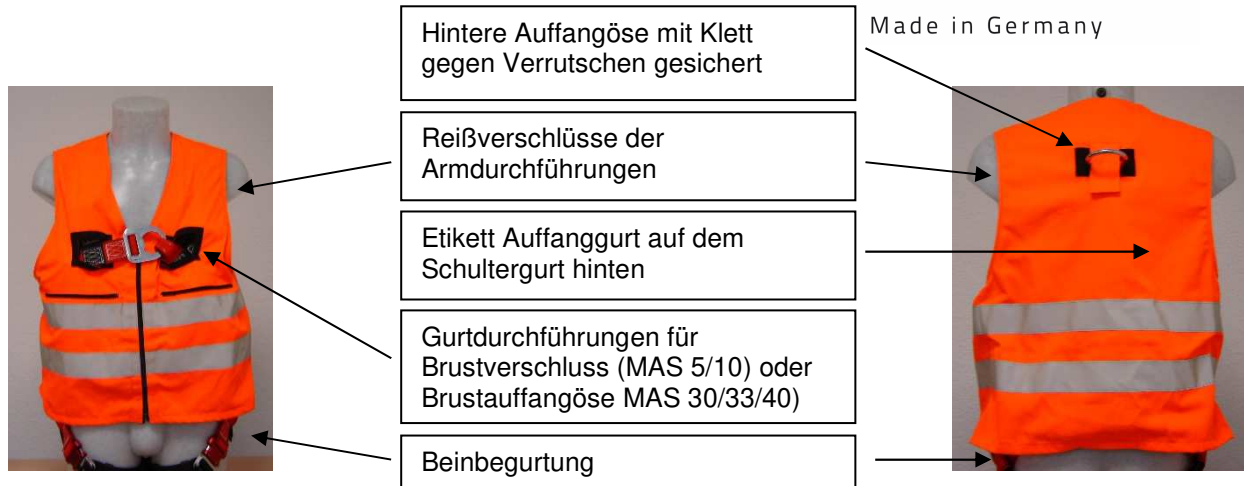 Hintere Auffangöse mit Klett
gegen Verrutschen gesichert
Made in Germany
Reißverschlüsse der
Armdurchführungen
Etikett Auffanggurt auf dem
Schultergurt hinten
Gurtdurchführungen für
Brustverschluss (MAS 5/10) oder
Brustauffangöse MAS 30/33/40)
Beinbegurtung